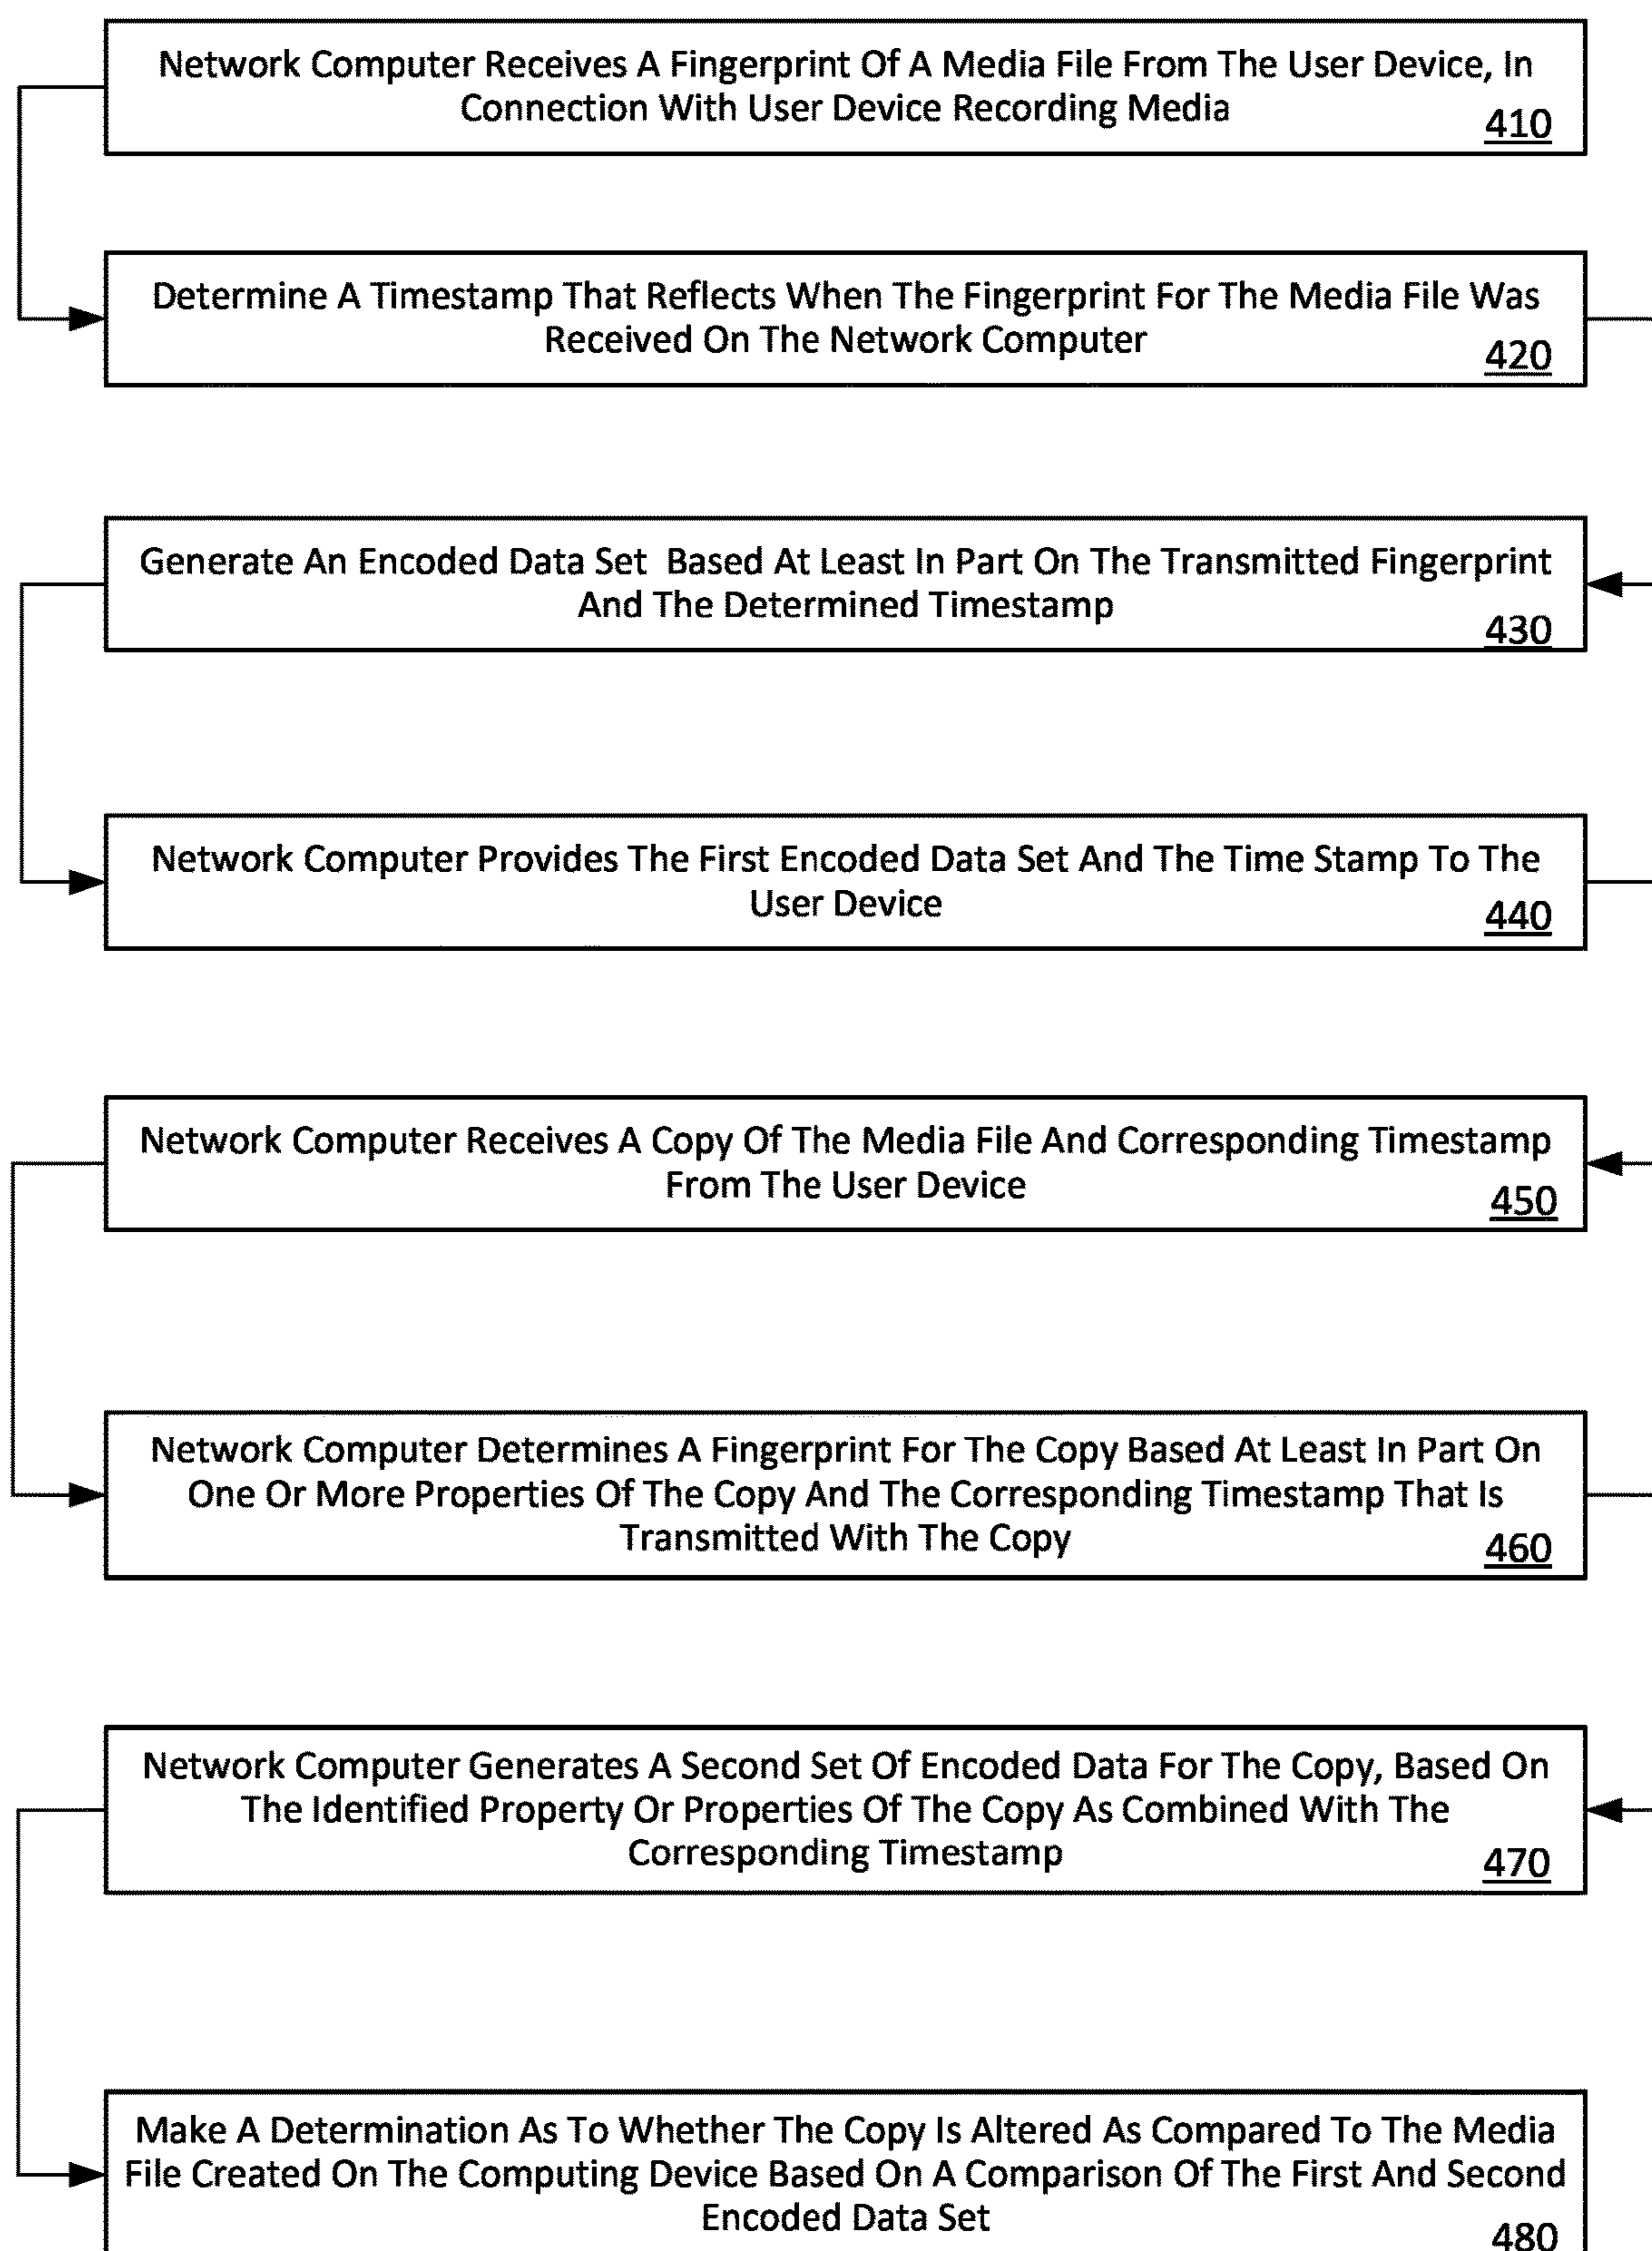 Network Computer Receives A Fingerprint Of A Media File From The User Device, In
Connection With User Device Recording Media
410
Determine A Timestamp That Reflects When The Fingerprint For The Media File Was
Received On The Network Computer
420
Generate An Encoded Data Set Based At Least In Part On The Transmitted Fingerprint
And The Determined Timestamp
430
Network Computer Provides The First Encoded Data Set And The Time Stamp To The
User Device
440
Network Computer Receives A Copy Of The Media File And Corresponding Timestamp
From The User Device
450
Network Computer Determines A Fingerprint For The Copy Based At Least In Part On
One Or More Properties Of The Copy And The Corresponding Timestamp That Is
Transmitted With The Copy
460
Network Computer Generates A Second Set Of Encoded Data For The Copy, Based On
The Identified Property Or Properties Of The Copy As Combined With The
Corresponding Timestamp
470
Make A Determination As To Whether The Copy Is Altered As Compared To The Media
File Created On The Computing Device Based On A Comparison Of The First And Second
Encoded Data Set
480